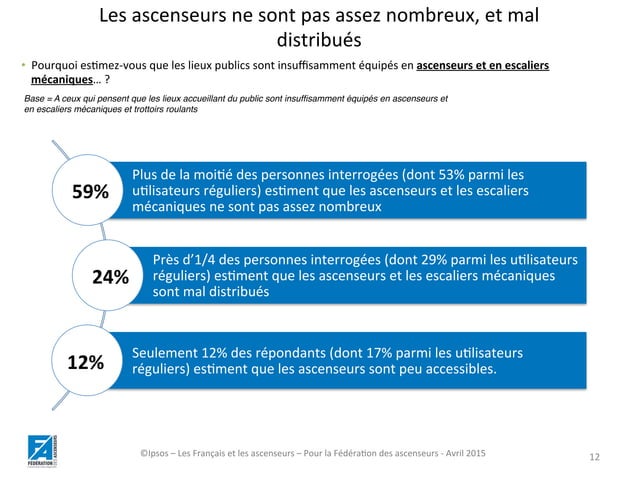 Les ascenseurs ne sont pas assez nombreux, et mal
distribués
• Pourquoi estimez-vous que les lieux publics sont insuffisamment équipés en ascenseurs et en escaliers
mécaniques… ?
Base = A ceux qui pensent que les lieux accueillant du public sont insuffisamment équipés en ascenseurs et
en escaliers mécaniques et trottoirs roulants
59%
Plus de la moitié des personnes interrogées (dont 53% parmi les
utilisateurs réguliers) estiment que les ascenseurs et les escaliers
mécaniques ne sont pas assez nombreux
24%
Près d'1/4 des personnes interrogées (dont 29% parmi les utilisateurs
réguliers) estiment que les ascenseurs et les escaliers mécaniques
sont mal distribués
12%
Seulement 12% des répondants (dont 17% parmi les utilisateurs
réguliers) estiment que les ascenseurs sont peu accessibles.
FA
FÉDÉRATION
DES ASCENSEURS
©Ipsos – Les Français et les ascenseurs – Pour la Fédération des ascenseurs - Avril 2015
12